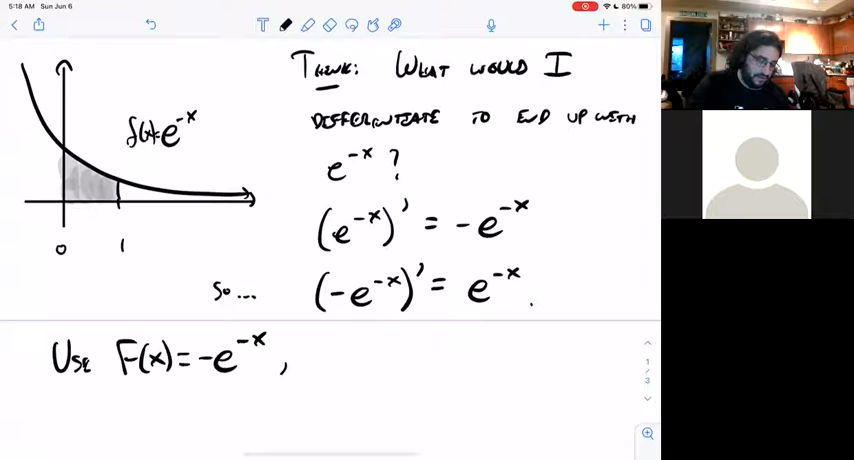 5:18 AM Sun Jun 6
80%
T
f(x)=e^-x
0 1
THINK: WHAT WOULD I
DIFFERENTIATE TO END UP WITH
e^-x ?
(e^-x)' = -e^-x
SO... (-e^-x)' = e^-x.
USE F(x) = -e^-x,
1
/
3